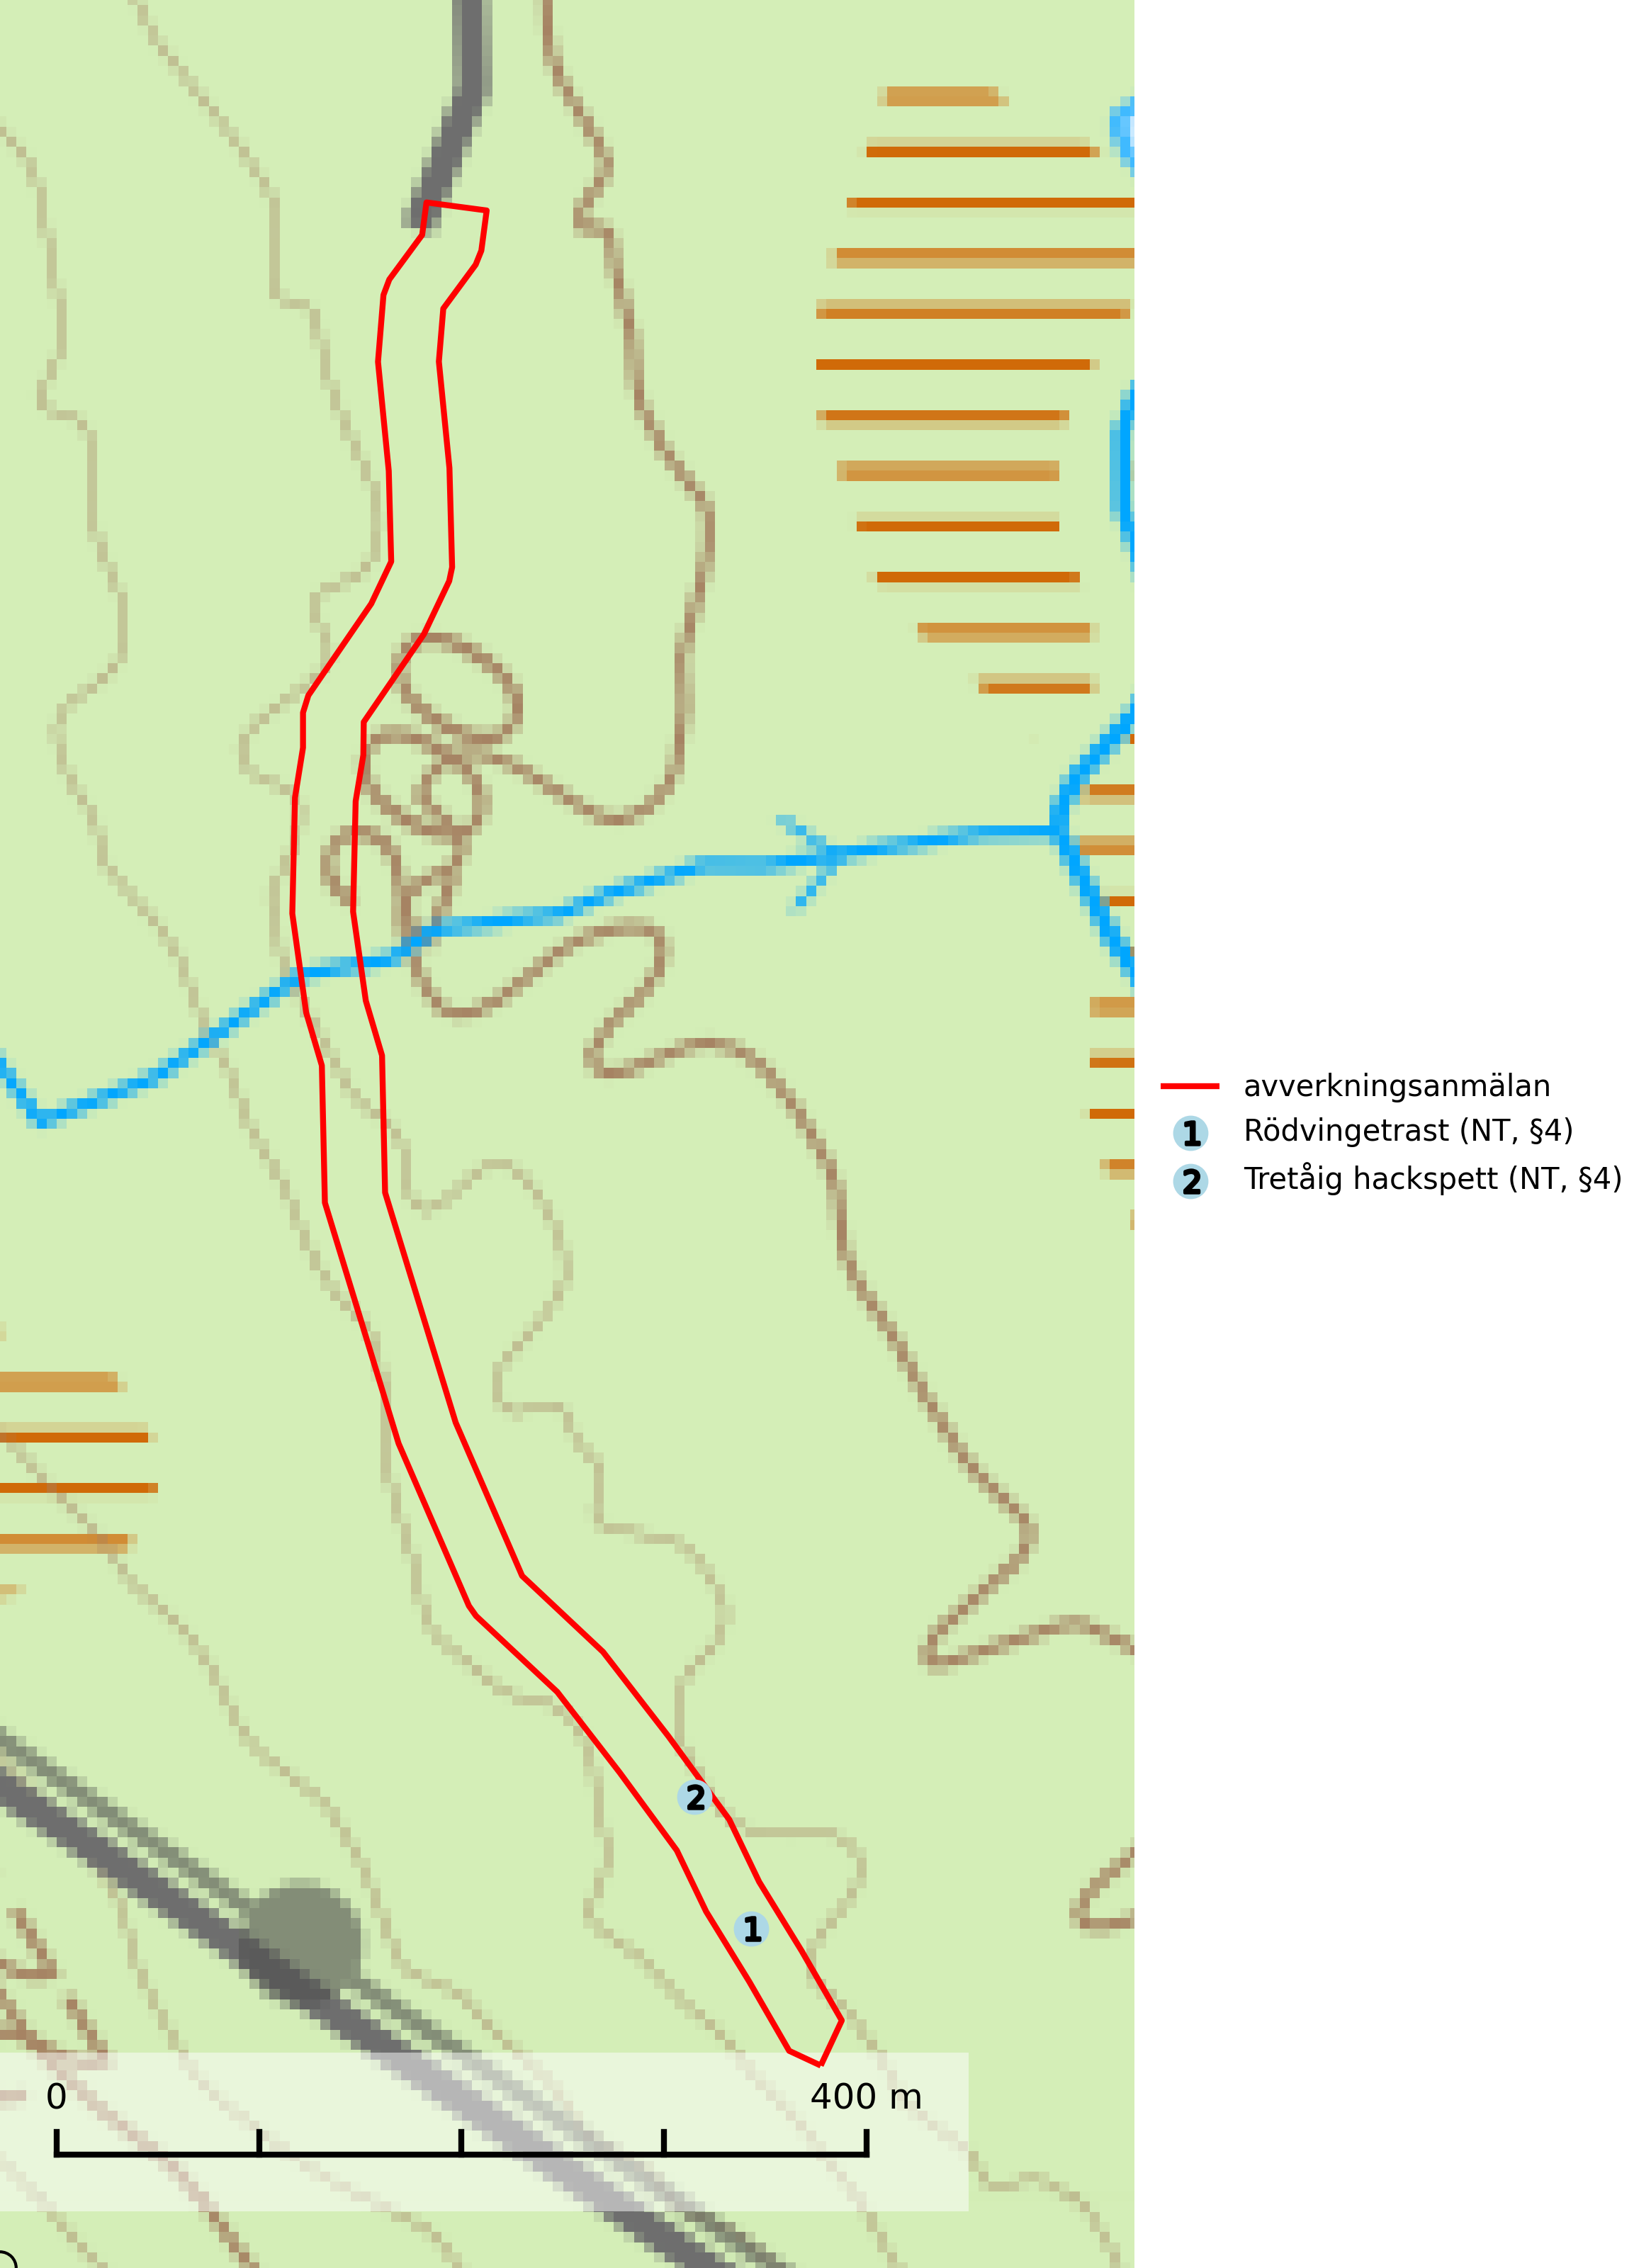 avverkningsanmälan
1 Rödvingetrast (NT, §4)
2 Tretåig hackspett (NT, §4)
2
1
0 400 m